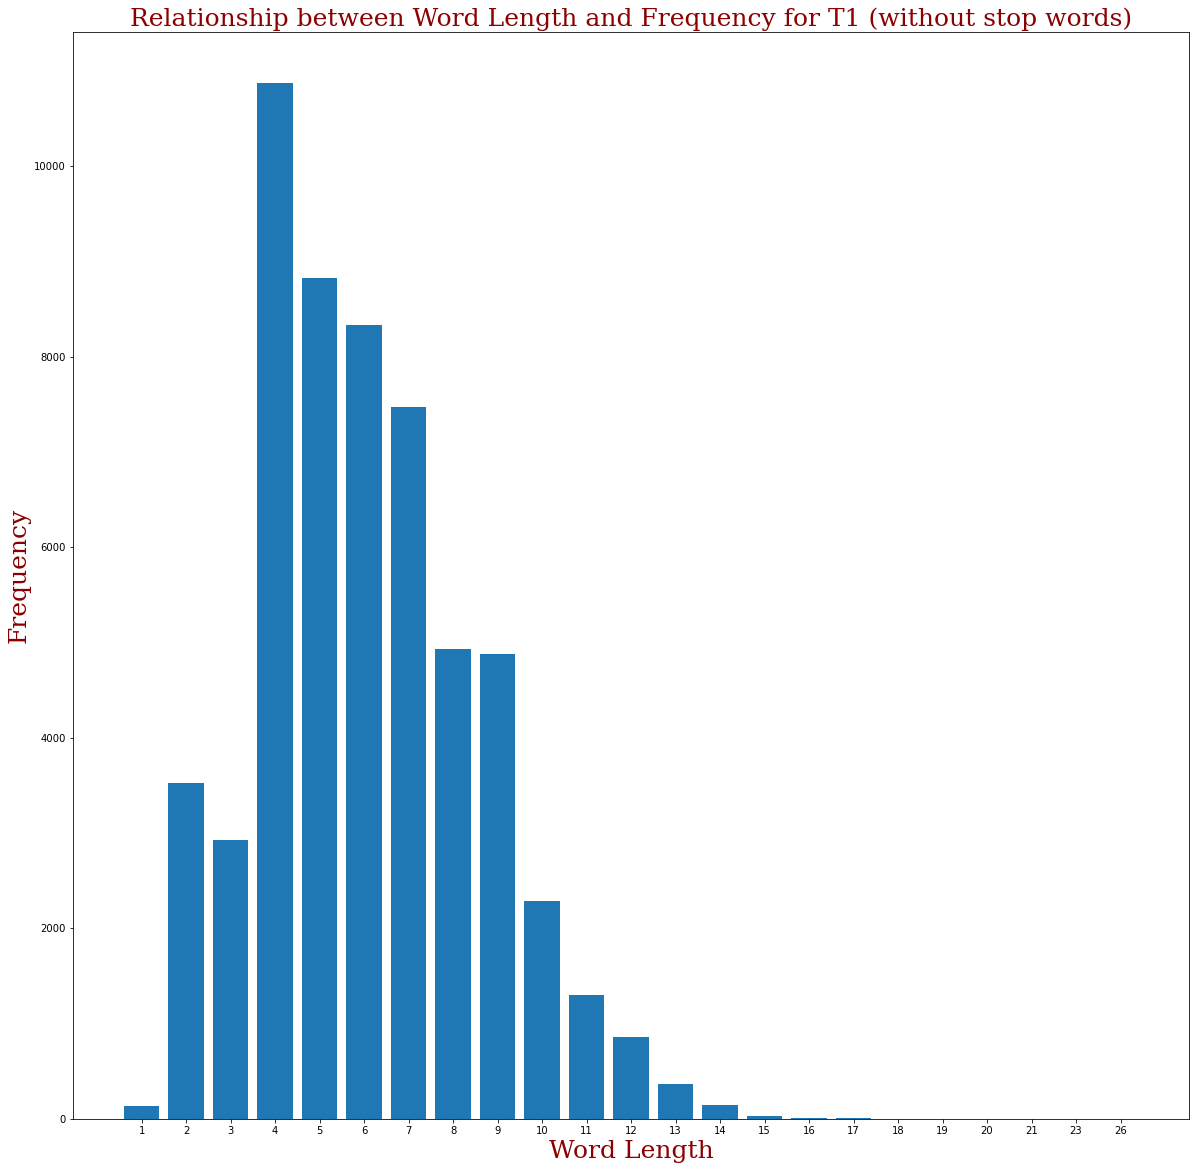 Relationship between Word Length and Frequency for T1 (without stop words)
Frequency
10000
8000
6000
4000
2000
0
1 2 3 4 5 6 7 8 9 10 11 12 13 14 15 16 17 18 19 20 21 23 26
Word Length